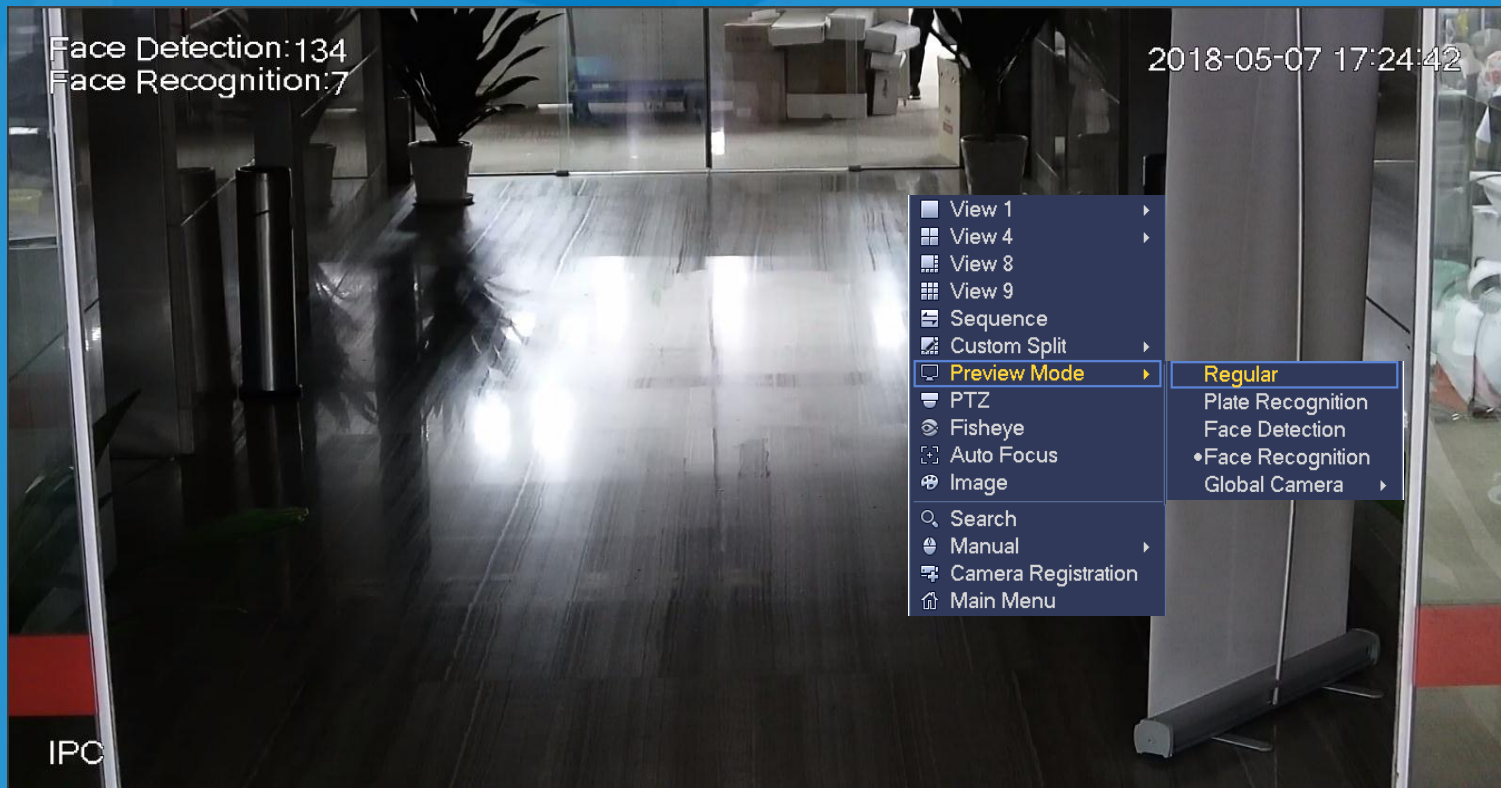 Face Detection:134
Face Recognition:7
2018-05-07 17:24:42
View 1
View 4
View 8
View 9
Sequence
Custom Split
Preview Mode
PTZ
Fisheye
Auto Focus
Image
Search
Manual
Camera Registration
Main Menu
Regular
Plate Recognition
Face Detection
•Face Recognition
Global Camera
IPC